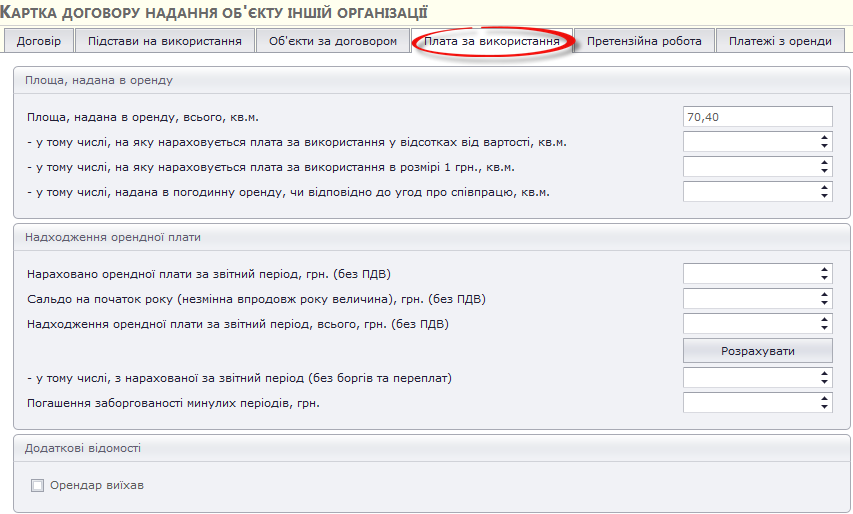 КАРТКА ДОГОВОРУ НАДАННЯ ОБ'ЄКТУ ІНШІЙ ОРГАНІЗАЦІЇ
Договір Підстави на використання Об'єкти за договором Плата за використання Претензійна робота Платежі з оренди
Площа, надана в оренду
Площа, надана в оренду, всього, кв.м. 70,40
- у тому числі, на яку нараховується плата за використання у відсотках від вартості, кв.м.
- у тому числі, на яку нараховується плата за використання в розмірі 1 грн., кв.м.
- у тому числі, надана в погодинну оренду, чи відповідно до угод про співпрацю, кв.м.
Надходження орендної плати
Нараховано орендної плати за звітний період, грн. (без ПДВ)
Сальдо на початок року (незмінна впродовж року величина), грн. (без ПДВ)
Надходження орендної плати за звітний період, всього, грн. (без ПДВ)
Розрахувати
- у тому числі, з нарахованої за звітний період (без боргів та переплат)
Погашення заборгованості минулих періодів, грн.
Додаткові відомості
Орендар виїхав